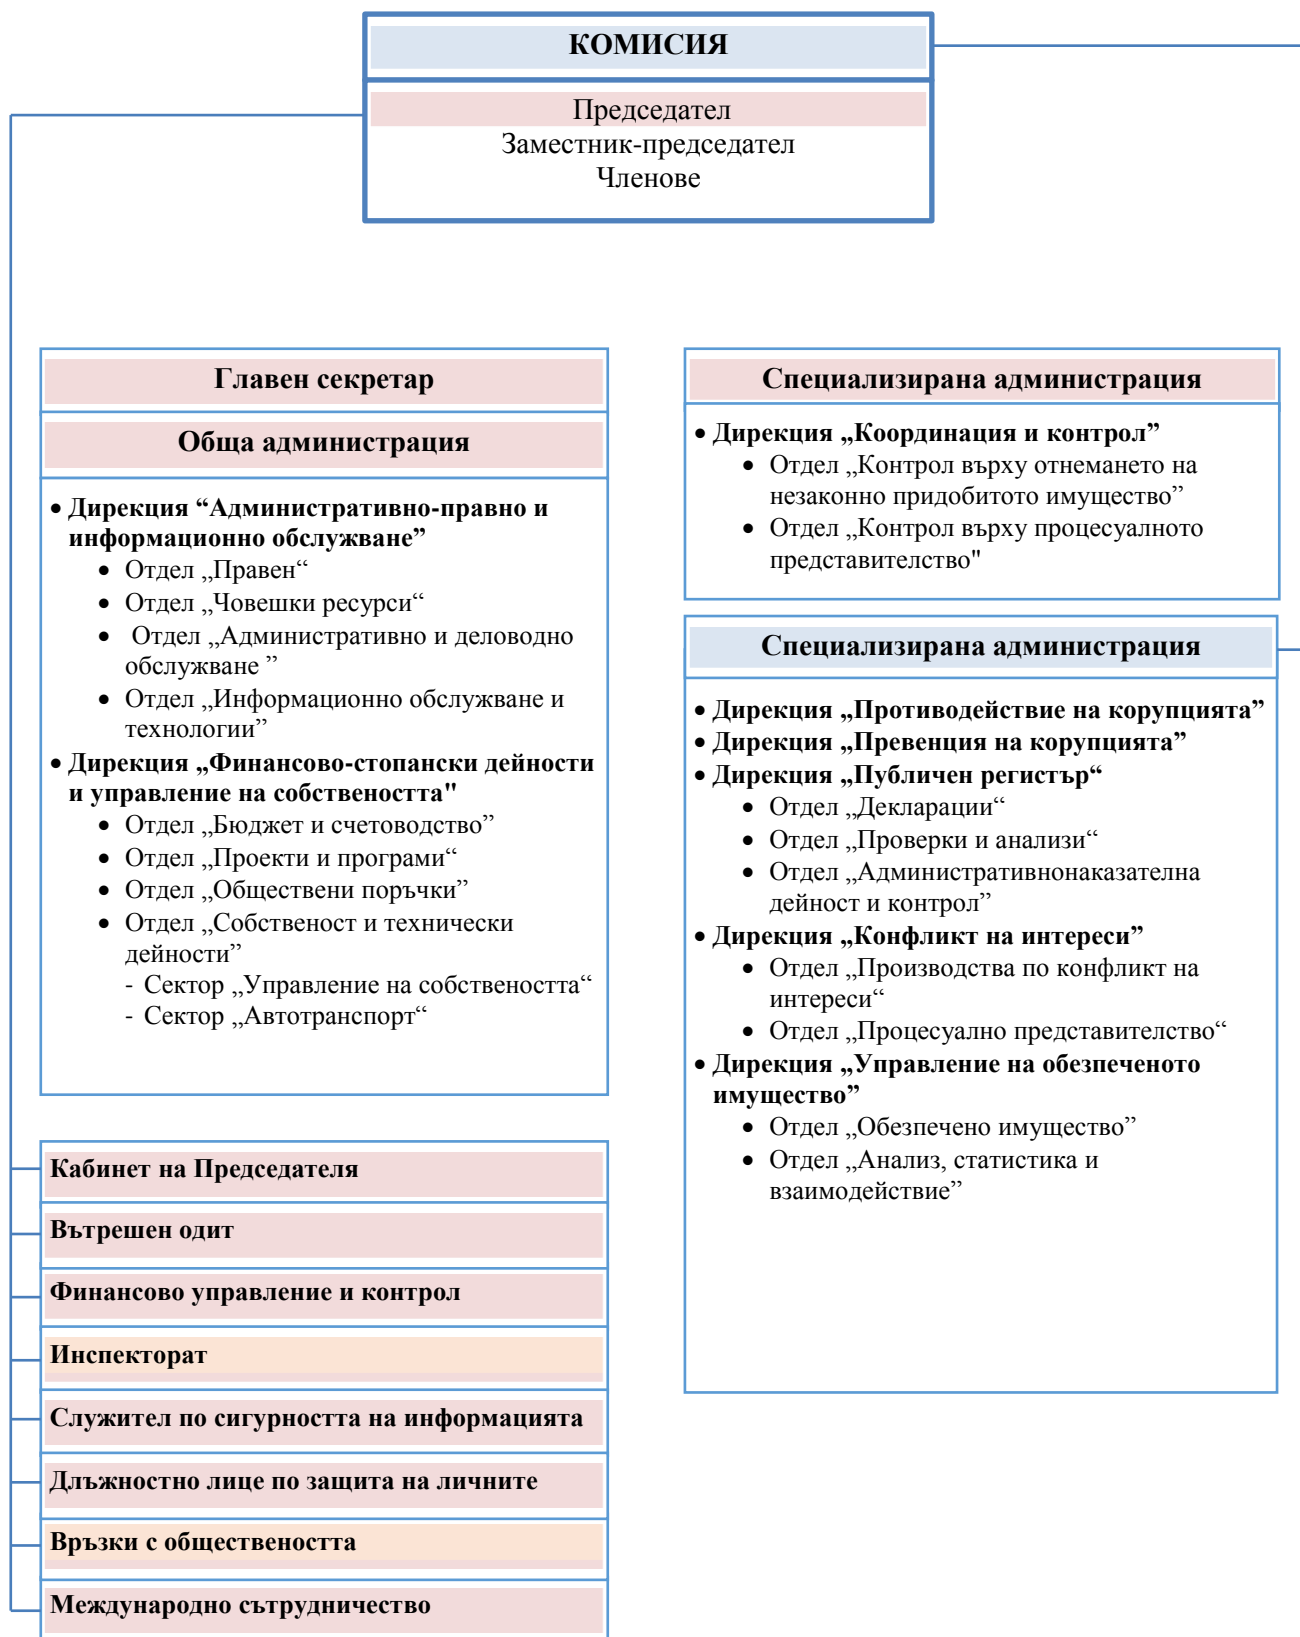 КОМИСИЯ
Председател
Заместник-председател
Членове
Главен секретар
Обща администрация
• Дирекция “Административно-правно и
информационно обслужване”
• Отдел „Правен“
• Отдел „Човешки ресурси“
• Отдел „Административно и деловодно
обслужване ”
• Отдел „Информационно обслужване и
технологии”
• Дирекция „Финансово-стопански дейности
и управление на собствеността"
• Отдел „Бюджет и счетоводство”
• Отдел „Проекти и програми“
• Отдел „Обществени поръчки”
• Отдел „Собственост и технически
дейности”
- Сектор „Управление на собствеността“
- Сектор „Автотранспорт“
Кабинет на Председателя
Вътрешен одит
Финансово управление и контрол
Инспекторат
Служител по сигурността на информацията
Длъжностно лице по защита на личните
Връзки с обществеността
Международно сътрудничество
Специализирана администрация
• Дирекция „Координация и контрол”
• Отдел „Контрол върху отнемането на
незаконно придобитото имущество”
• Отдел „Контрол върху процесуалното
представителство"
Специализирана администрация
• Дирекция „Противодействие на корупцията”
• Дирекция „Превенция на корупцията”
• Дирекция „Публичен регистър“
• Отдел „Декларации“
• Отдел „Проверки и анализи“
• Отдел „Административнонаказателна
дейност и контрол”
• Дирекция „Конфликт на интереси”
• Отдел „Производства по конфликт на
интереси“
• Отдел „Процесуално представителство“
• Дирекция „Управление на обезпеченото
имущество”
• Отдел „Обезпечено имущество”
• Отдел „Анализ, статистика и
взаимодействие”